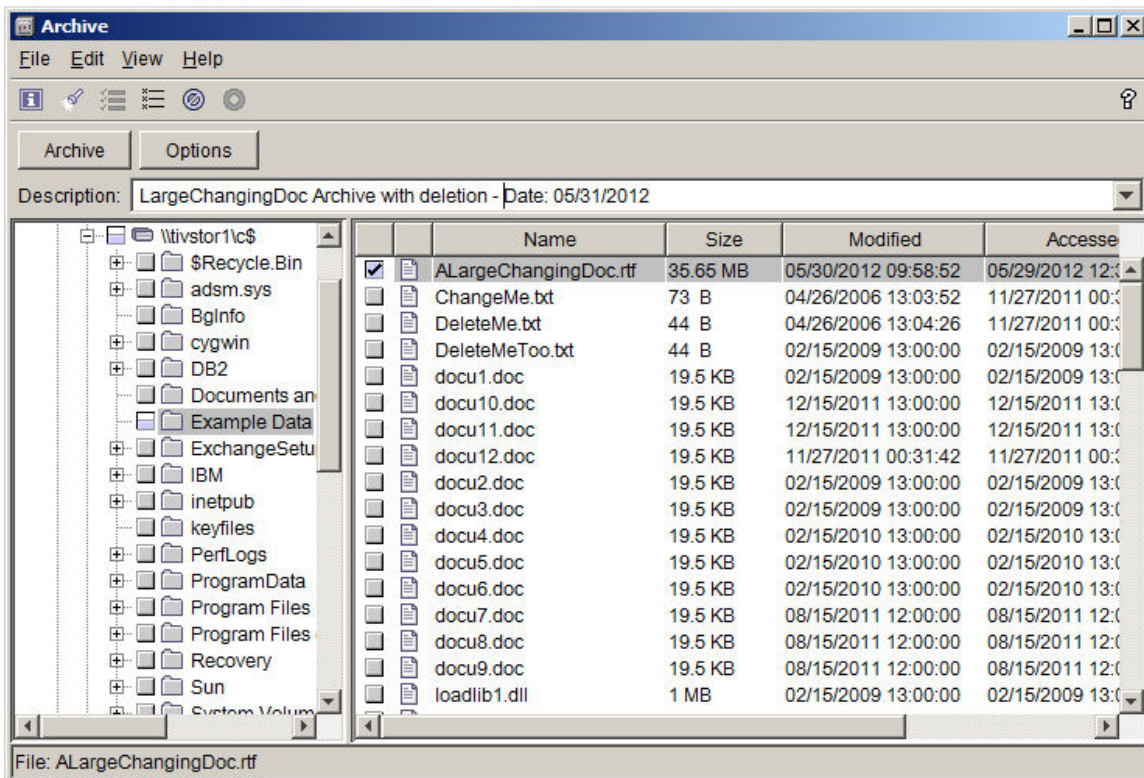 Archive
File Edit View Help
Archive Options
Description: LargeChangingDoc Archive with deletion - Date: 05/31/2012
\\tivstor1\c$
$Recycle.Bin
adsm.sys
BgInfo
cygwin
DB2
Documents an
Example Data
ExchangeSetu
IBM
inetpub
keyfiles
PerfLogs
ProgramData
Program Files
Program Files
Recovery
Sun
System Volum
Name Size Modified Accesse
ALargeChangingDoc.rtf 35.65 MB 05/30/2012 09:58:52 05/29/2012 12:3
ChangeMe.txt 73 B 04/26/2006 13:03:52 11/27/2011 00:3
DeleteMe.txt 44 B 04/26/2006 13:04:26 11/27/2011 00:3
DeleteMeToo.txt 44 B 02/15/2009 13:00:00 02/15/2009 13:0
docu1.doc 19.5 KB 02/15/2009 13:00:00 02/15/2009 13:0
docu10.doc 19.5 KB 12/15/2011 13:00:00 12/15/2011 13:0
docu11.doc 19.5 KB 12/15/2011 13:00:00 12/15/2011 13:0
docu12.doc 19.5 KB 11/27/2011 00:31:42 11/27/2011 00:3
docu2.doc 19.5 KB 02/15/2009 13:00:00 02/15/2009 13:0
docu3.doc 19.5 KB 02/15/2009 13:00:00 02/15/2009 13:0
docu4.doc 19.5 KB 02/15/2010 13:00:00 02/15/2010 13:0
docu5.doc 19.5 KB 02/15/2010 13:00:00 02/15/2010 13:0
docu6.doc 19.5 KB 02/15/2010 13:00:00 02/15/2010 13:0
docu7.doc 19.5 KB 08/15/2011 12:00:00 08/15/2011 12:0
docu8.doc 19.5 KB 08/15/2011 12:00:00 08/15/2011 12:0
docu9.doc 19.5 KB 08/15/2011 12:00:00 08/15/2011 12:0
loadlib1.dll 1 MB 02/15/2009 13:00:00 02/15/2009 13:0
File: ALargeChangingDoc.rtf